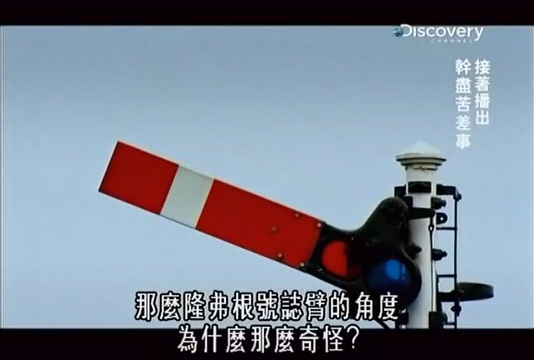 Discovery
CHANNEL
接著播出
幹盡苦差事
那麼隆弗根號誌臂的角度
為什麼那麼奇怪?